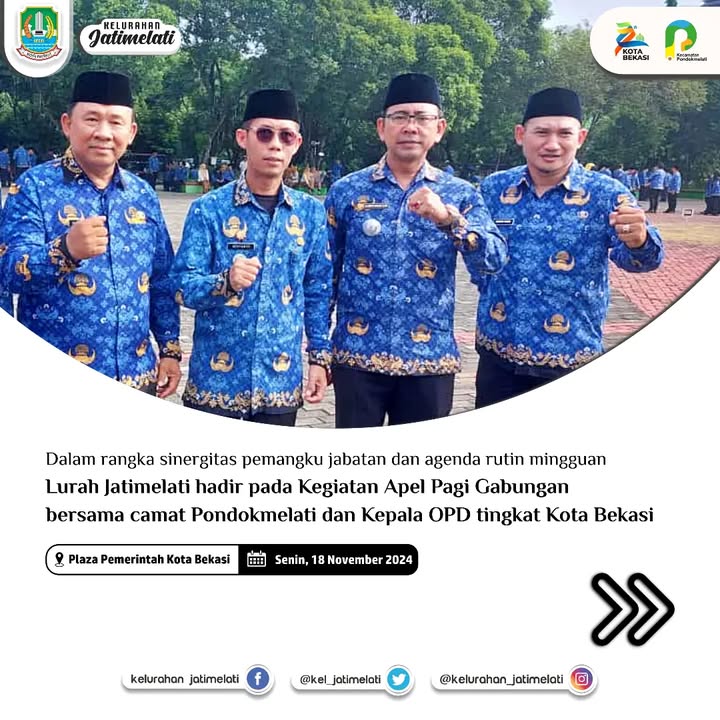 KELURAHAN
Jatimelati
KOTA
BEKASI
Kecamatan
Pondokmelati
Dalam rangka sinergitas pemangku jabatan dan agenda rutin mingguan
Lurah Jatimelati hadir pada Kegiatan Apel Pagi Gabungan
bersama camat Pondokmelati dan Kepala OPD tingkat Kota Bekasi
Plaza Pemerintah Kota Bekasi
Senin, 18 November 2024
kelurahan jatimelati
@kel_jatimelati
@kelurahan_jatimelati